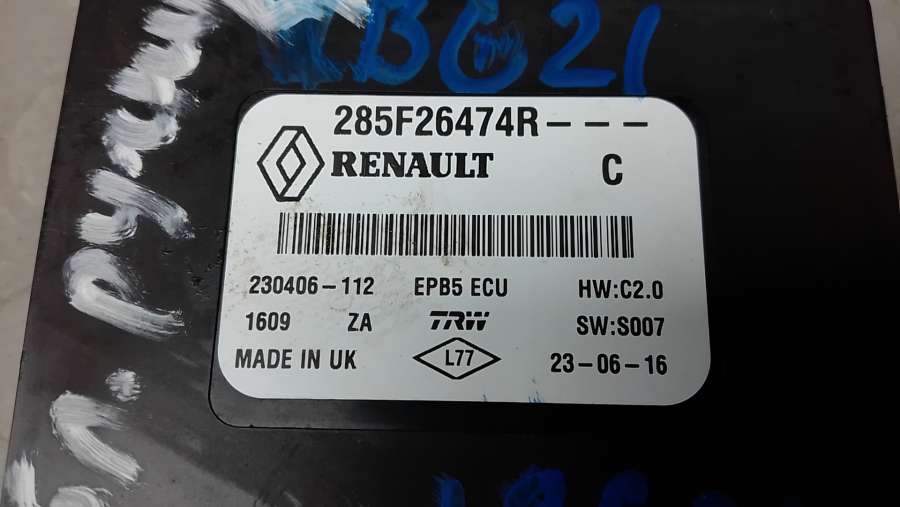 285F26474R---
RENAULT C
230406-112 EPB5 ECU HW:C2.0
1609 ZA TRW SW:S007
MADE IN UK L77 23-06-16